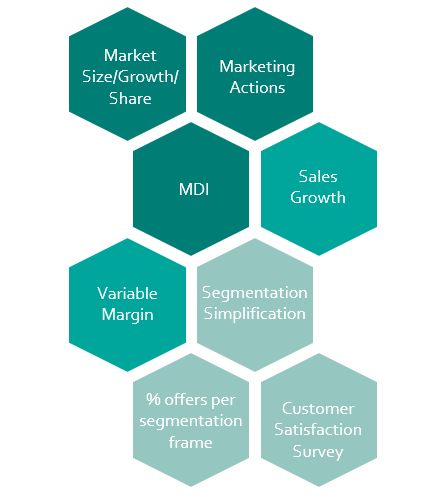 Market
Size/Growth/
Share
Marketing
Actions
MDI
Sales
Growth
Variable
Margin
Segmentation
Simplification
% offers per
segmentation
frame
Customer
Satisfaction
Survey